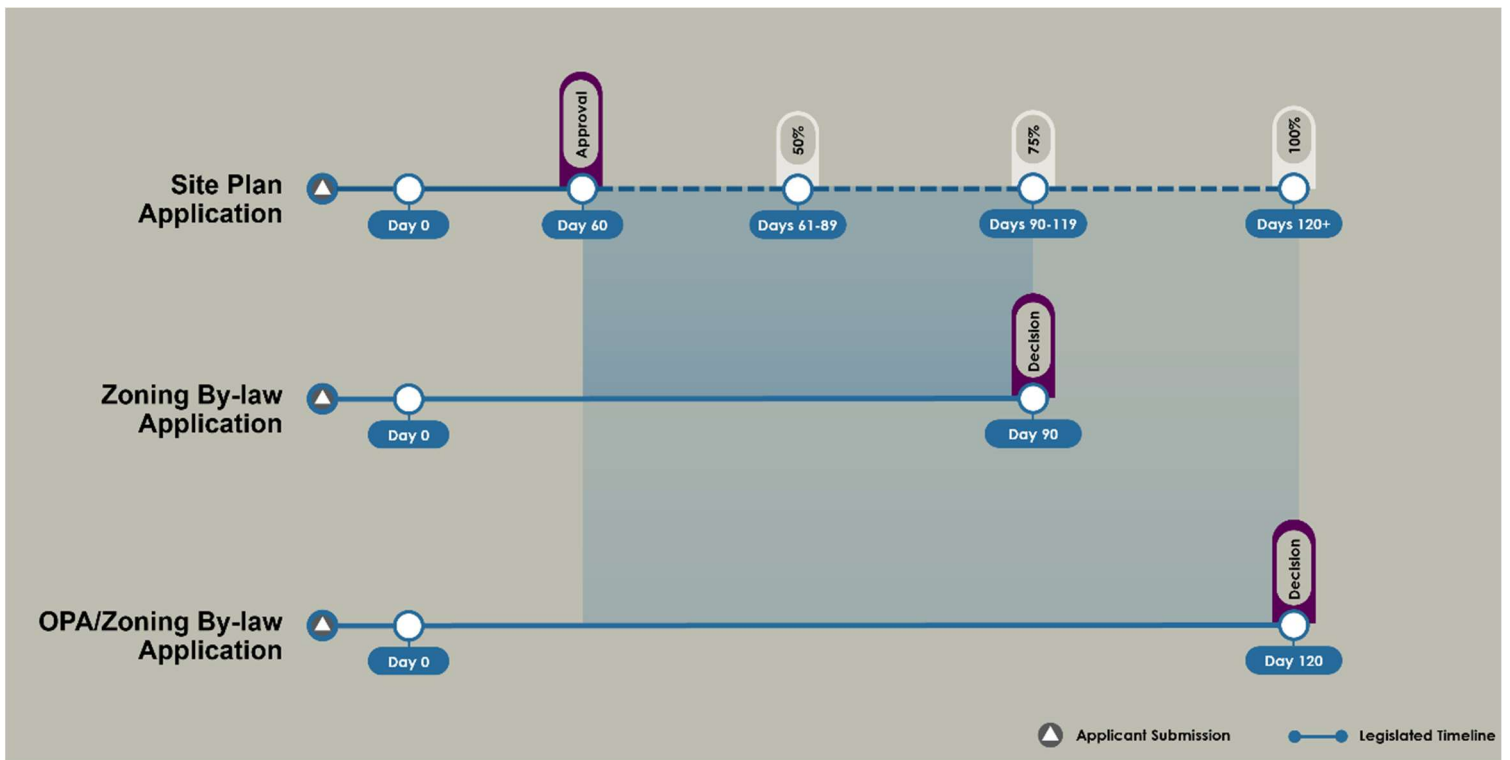 Approval
50%
75%
100%
Site Plan
Application
Day 0
Day 60
Days 61-89
Days 90-119
Days 120+
Decision
Zoning By-law
Application
Day 0
Day 90
Decision
OPA/Zoning By-law
Application
Day 0
Day 120
Applicant Submission
Legislated Timeline